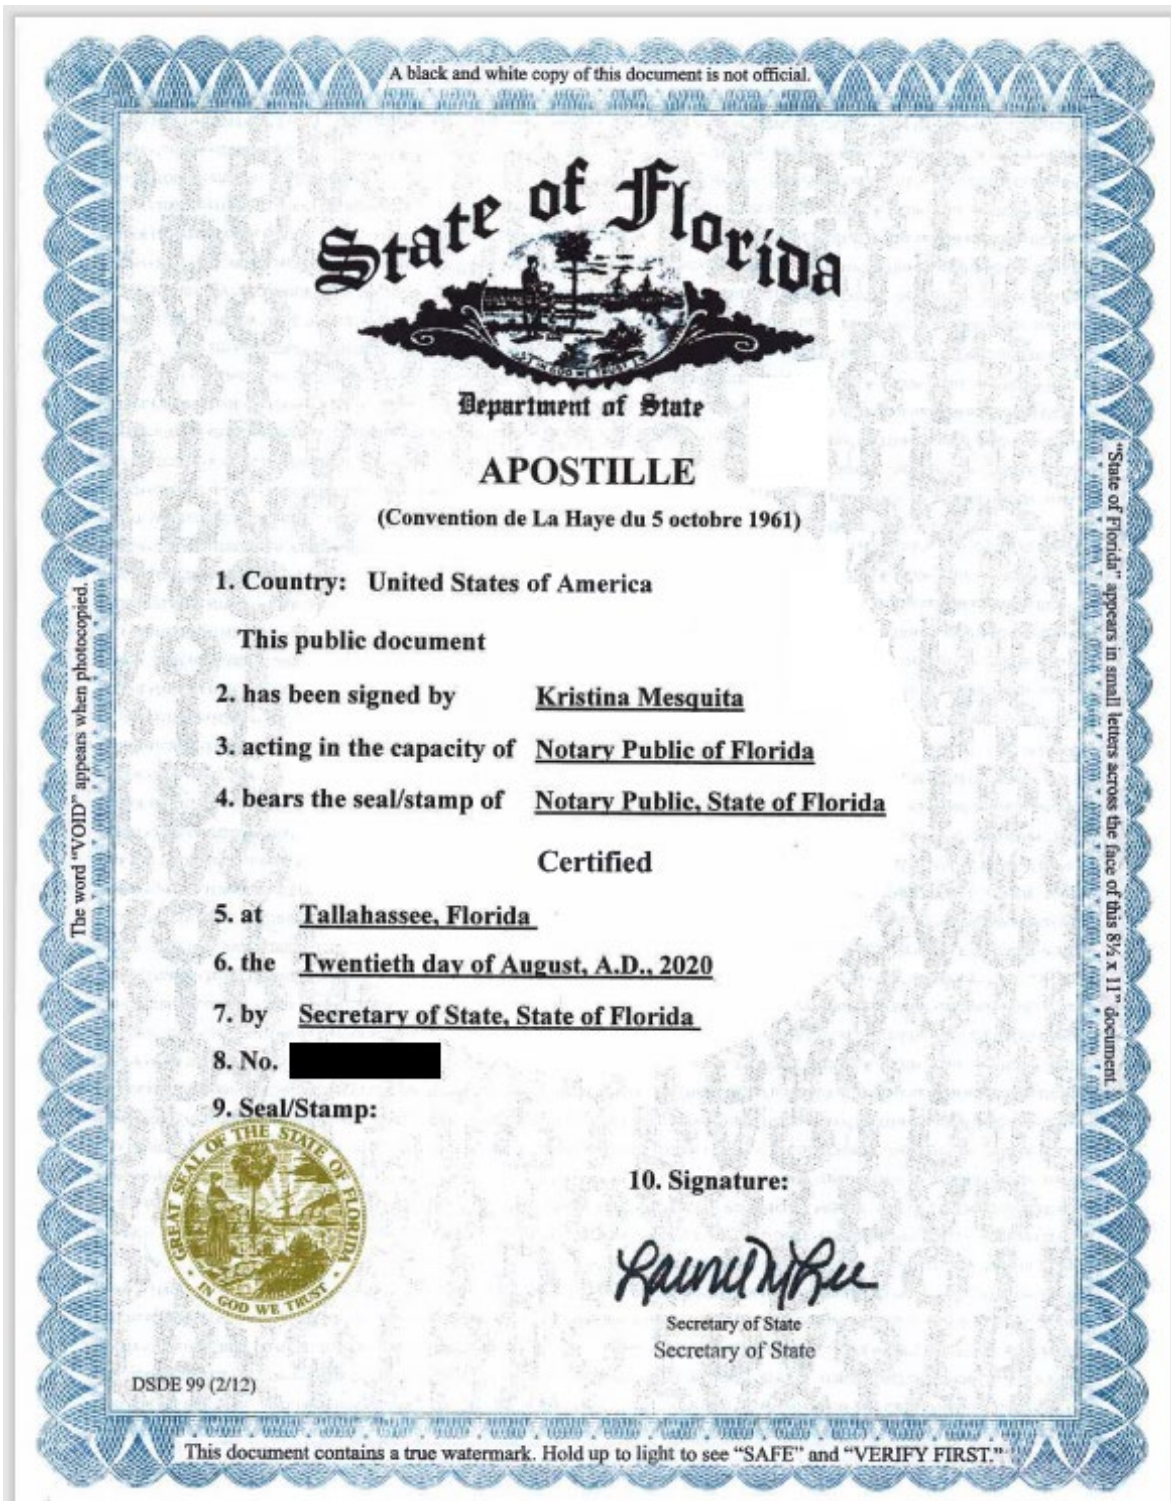 A black and white copy of this document is not official.
State of Florida
IN GOD WE TRUST
Department of State
APOSTILLE
(Convention de La Haye du 5 octobre 1961)
1. Country: United States of America
This public document
2. has been signed by Kristina Mesquita
3. acting in the capacity of Notary Public of Florida
4. bears the seal/stamp of Notary Public, State of Florida
Certified
5. at Tallahassee, Florida
6. the Twentieth day of August, A.D., 2020
7. by Secretary of State, State of Florida
8. No.
9. Seal/Stamp:
GREAT SEAL OF THE STATE OF FLORIDA
IN GOD WE TRUST
10. Signature:
Laurel M Lee
Secretary of State
Secretary of State
DSDE 99 (2/12)
The word "VOID" appears when photocopied.
"State of Florida" appears in small letters across the face of this 8½ x 11" document.
This document contains a true watermark. Hold up to light to see "SAFE" and "VERIFY FIRST."